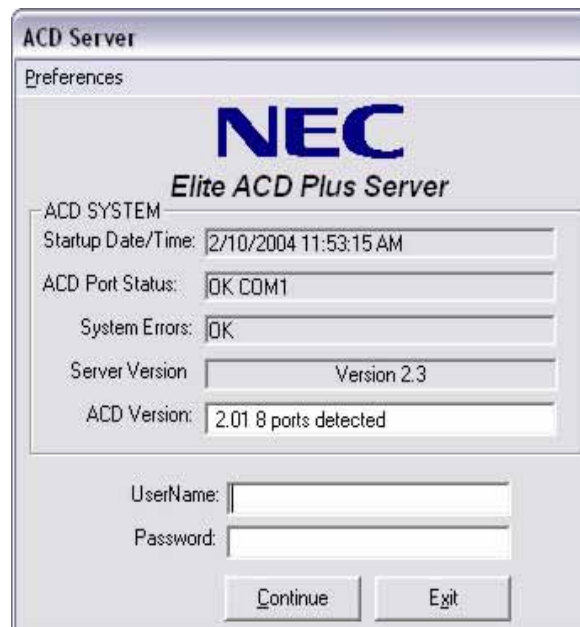 ACD Server
Preferences
NEC
Elite ACD Plus Server
ACD SYSTEM
Startup Date/Time: 2/10/2004 11:53:15 AM
ACD Port Status: OK COM1
System Errors: OK
Server Version Version 2.3
ACD Version: 2.01 8 ports detected
UserName:
Password:
Continue Exit